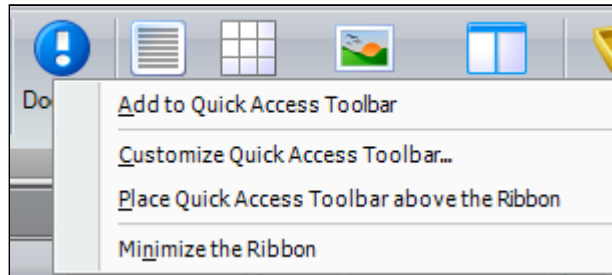 Add to Quick Access Toolbar
Customize Quick Access Toolbar...
Place Quick Access Toolbar above the Ribbon
Minimize the Ribbon